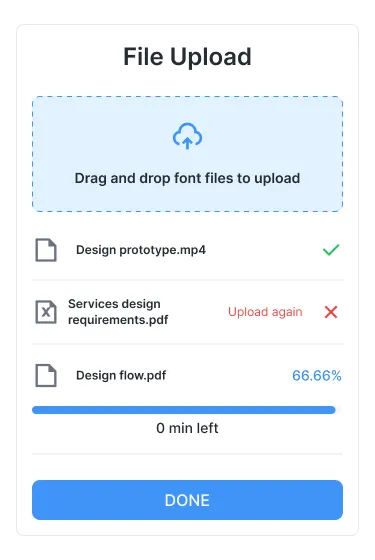 File Upload
Drag and drop font files to upload
Design prototype.mp4
Services design
requirements.pdf
Upload again
Design flow.pdf
66.66%
0 min left
DONE